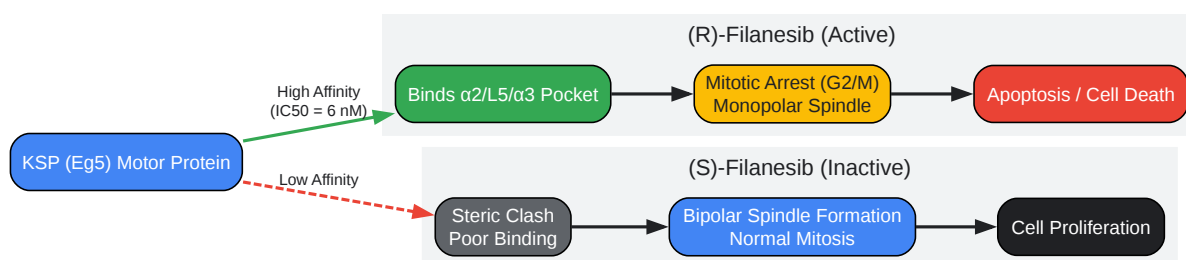 (R)-Filanesib (Active)
High Affinity
(IC50 = 6 nM)
Binds α2/L5/α3 Pocket
Mitotic Arrest (G2/M)
Monopolar Spindle
Apoptosis / Cell Death
KSP (Eg5) Motor Protein
(S)-Filanesib (Inactive)
Low Affinity
Steric Clash
Poor Binding
Bipolar Spindle Formation
Normal Mitosis
Cell Proliferation